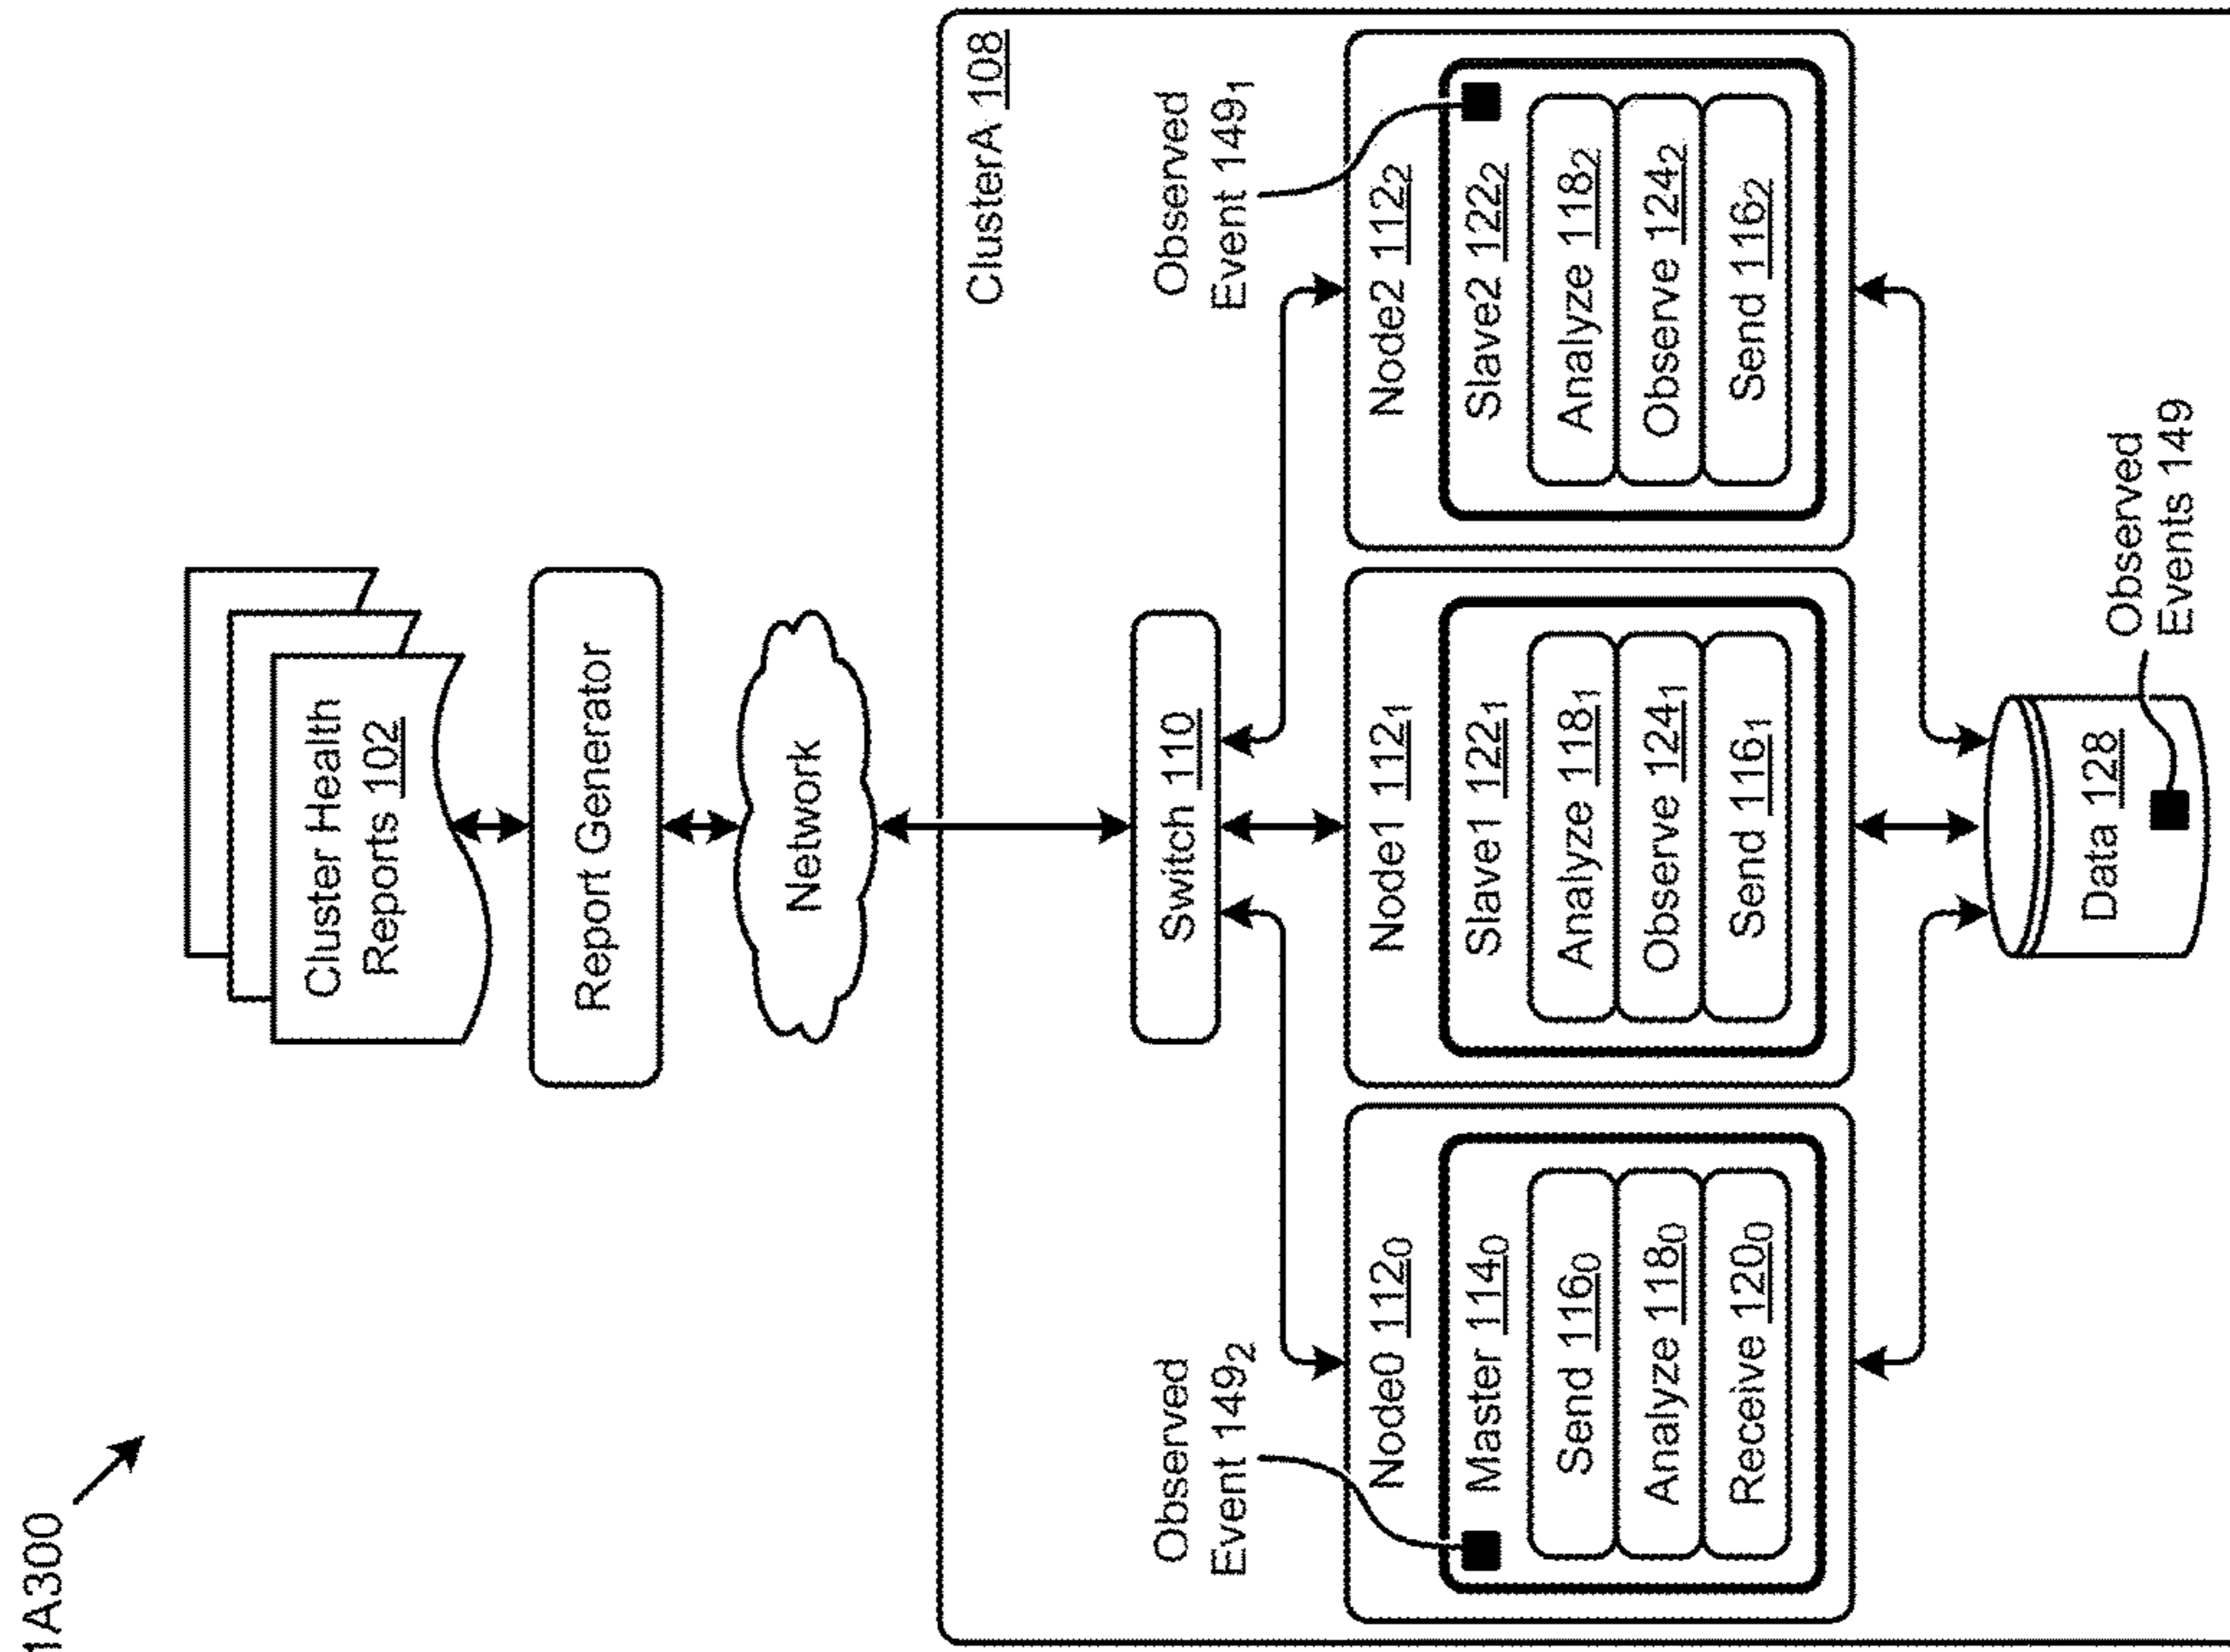 1A300
Cluster Health
Reports 102
Report Generator
Network
ClusterA 108
Switch 110
Observed
Event 149₂
Observed
Event 149₁
Node0 112₀
Master 114₀
Send 116₀
Analyze 118₀
Receive 120₀
Node1 112₁
Slave1 122₁
Analyze 118₁
Observe 124₁
Send 116₁
Node2 112₂
Slave2 122₂
Analyze 118₂
Observe 124₂
Send 116₂
Data 128
Observed
Events 149